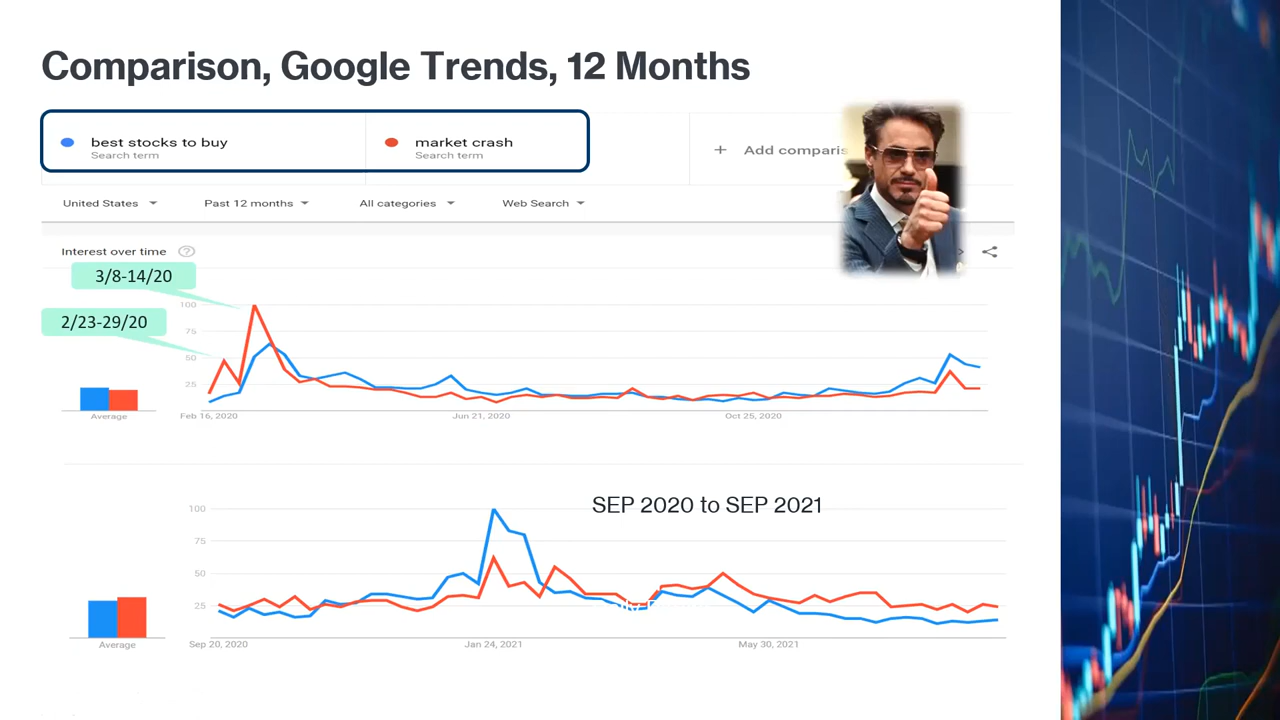 Comparison, Google Trends, 12 Months
best stocks to buy
Search term
market crash
Search term
+ Add comparis
United States
Past 12 months
All categories
Web Search
Interest over time ?
3/8-14/20
2/23-29/20
100
75
50
25
Average
Feb 16, 2020
Jun 21, 2020
Oct 25, 2020
SEP 2020 to SEP 2021
100
75
50
25
Average
Sep 20, 2020
Jan 24, 2021
May 30, 2021